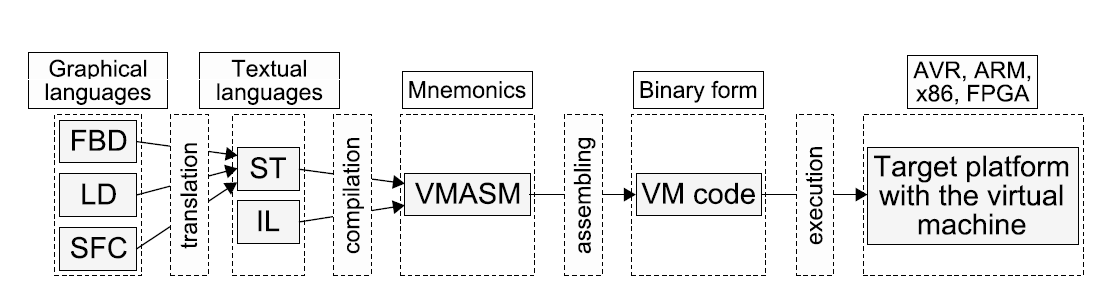 Graphical
languages
Textual
languages
Mnemonics
Binary form
AVR, ARM,
x86, FPGA
FBD
LD
SFC
translation
ST
IL
compilation
VMASM
assembling
VM code
execution
Target platform
with the virtual
machine